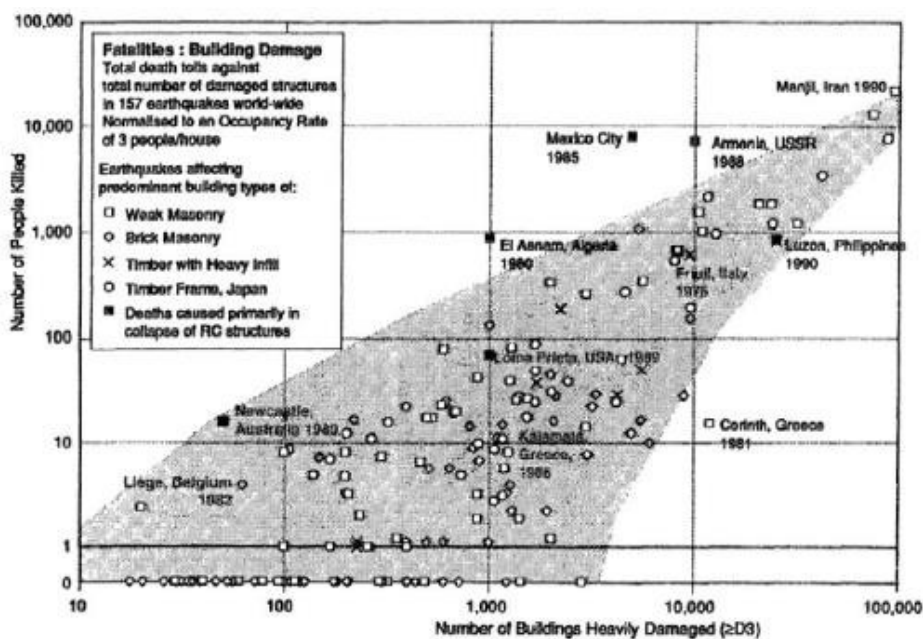 100,000
10,000
1,000
100
10
1
0
Number of People Killed
Fatalities : Building Damage
Total death tolls against
total number of damaged structures
in 157 earthquakes world-wide
Normalised to an Occupancy Rate
of 3 people/house
Earthquakes affecting
predominant building types of:
Weak Masonry
Brick Masonry
Timber with Heavy Infill
Timber Frame, Japan
Deaths caused primarily in
collapse of RC structures
Manjil, Iran 1990
Mexico City
1985
Armenia, USSR
1988
El Asnam, Algeria
1980
Luzon, Philippines
1990
Friuli, Italy
1976
Loma Prieta, USA, 1989
Newcastle,
Australia 1989
Kalamata,
Greece,
1986
Corinth, Greece
1981
Liege, Belgium
1982
10
100
1,000
10,000
100,000
Number of Buildings Heavily Damaged (≥D3)